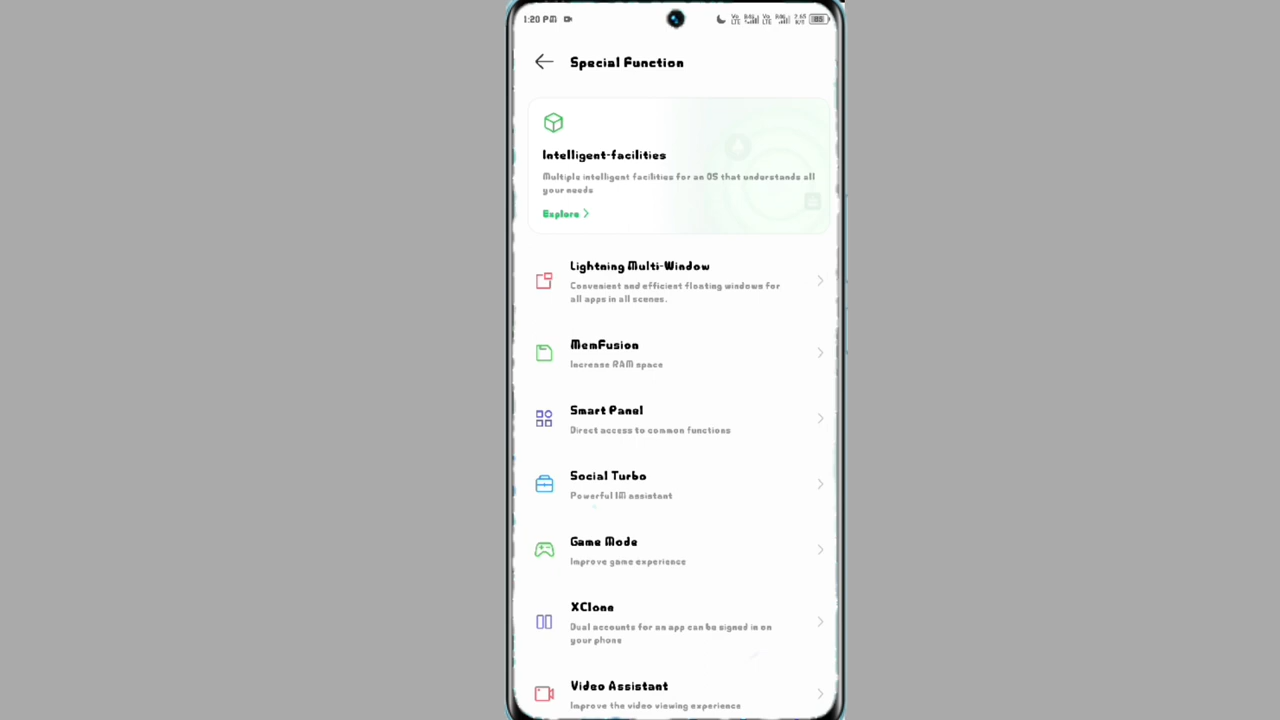 1:20 PM
Special Function
Intelligent-facilities
Multiple intelligent facilities for an OS that understands all
your needs
Explore
Lightning Multi-Window
Convenient and efficient floating windows for
all apps in all scenes.
MemFusion
Increase RAM space
Smart Panel
Direct access to common functions
Social Turbo
Powerful IM assistant
Game Mode
Improve game experience
XClone
Dual accounts for an app can be signed in on
your phone
Video Assistant
Improve the video viewing experience